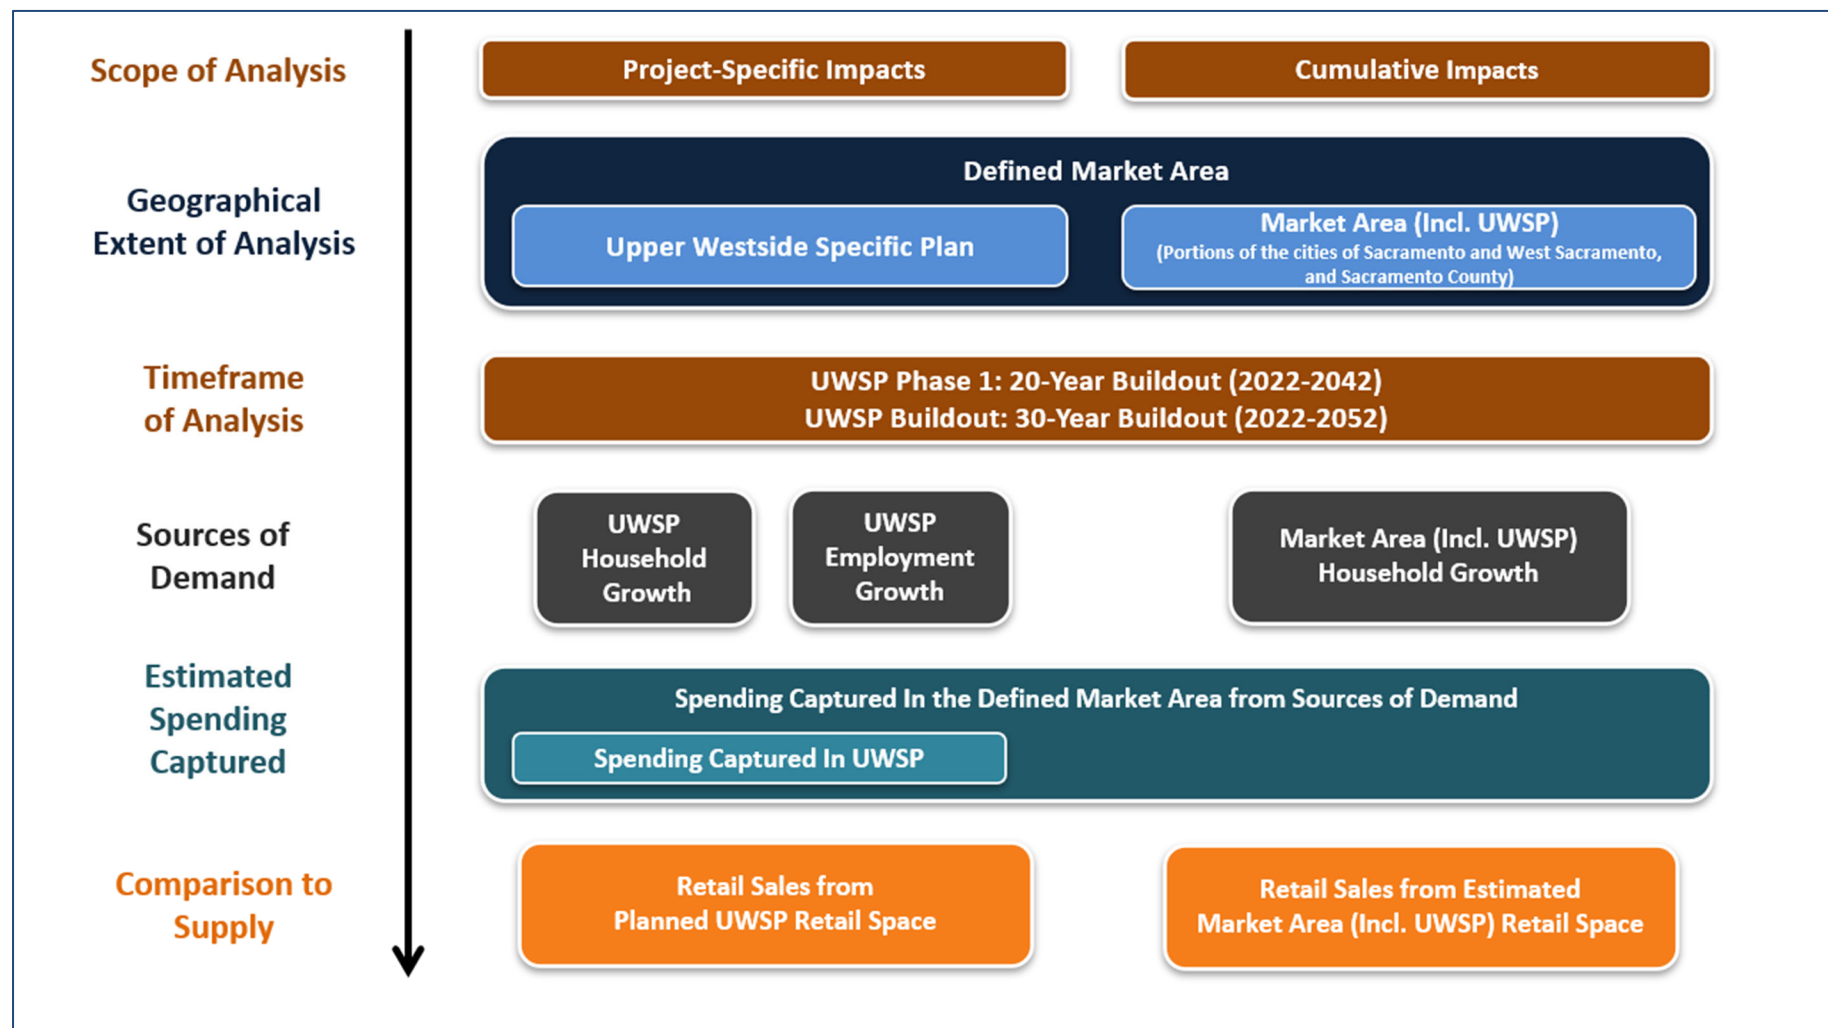 Scope of Analysis
Project-Specific Impacts
Cumulative Impacts
Geographical
Extent of Analysis
Defined Market Area
Upper Westside Specific Plan
Market Area (Incl. UWSP)
(Portions of the cities of Sacramento and West Sacramento,
and Sacramento County)
Timeframe
of Analysis
UWSP Phase 1: 20-Year Buildout (2022-2042)
UWSP Buildout: 30-Year Buildout (2022-2052)
Sources of
Demand
UWSP
Household
Growth
UWSP
Employment
Growth
Market Area (Incl. UWSP)
Household Growth
Estimated
Spending
Captured
Spending Captured In the Defined Market Area from Sources of Demand
Spending Captured In UWSP
Comparison to
Supply
Retail Sales from
Planned UWSP Retail Space
Retail Sales from Estimated
Market Area (Incl. UWSP) Retail Space